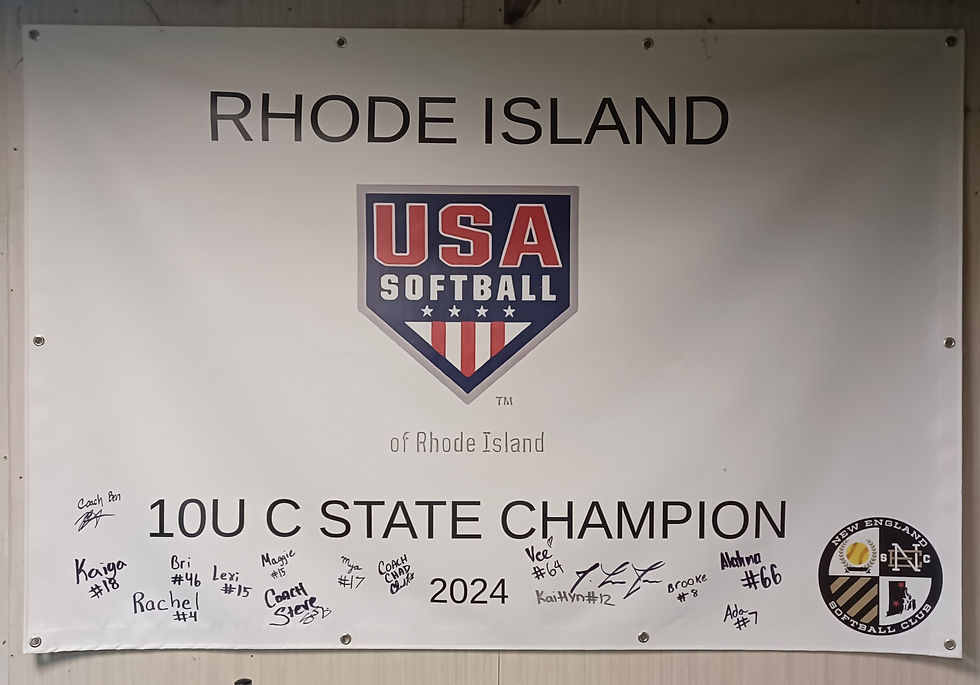 RHODE ISLAND
USA
SOFTBALL
TM
of Rhode Island
Coach Ben
10U C STATE CHAMPION
2024
Kaiga
#18
Bri
#46
Rachel
#4
Lexi
#15
Maggie
#15
COACH
Steve
Mya
#17
COACH
CHAD
Vee
#64
Kaitlyn #12
Brooke
#8
#66
Ada
#7
NEW ENGLAND
S N C
SOFTBALL CLUB